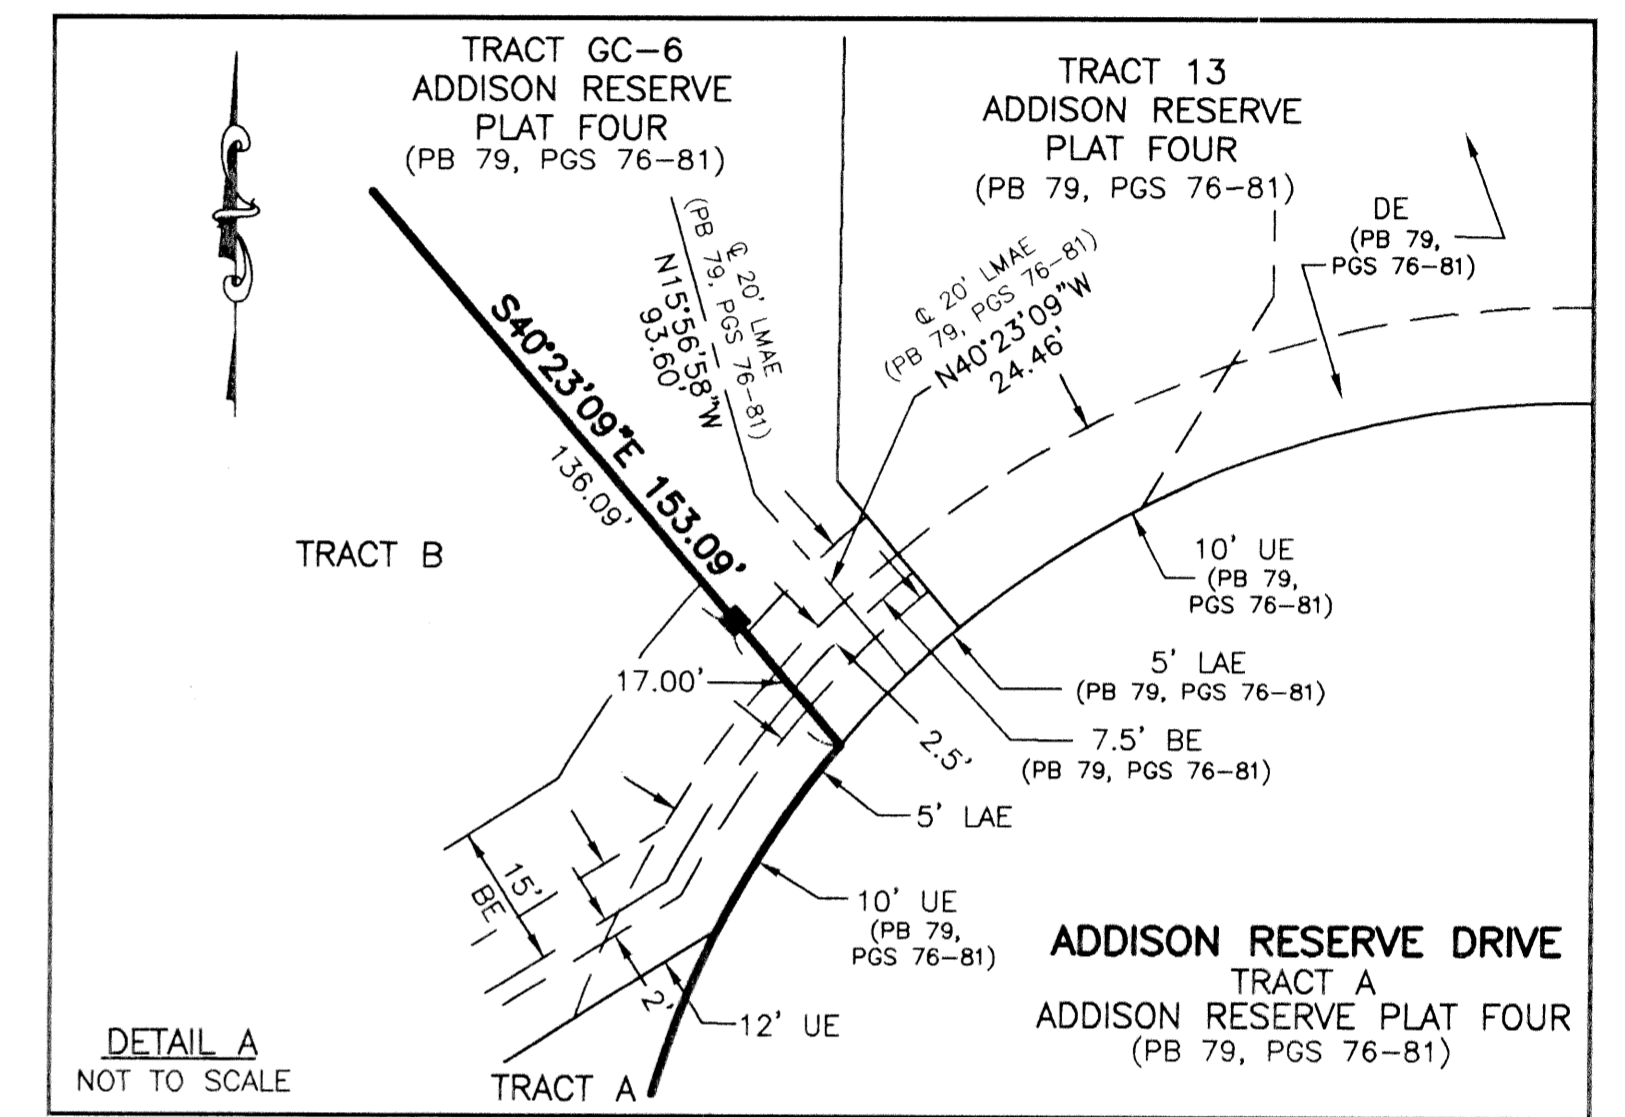 TRACT GC-6
ADDISON RESERVE
PLAT FOUR
(PB 79, PGS 76-81)
TRACT 13
ADDISON RESERVE
PLAT FOUR
(PB 79, PGS 76-81)
DE
(PB 79,
PGS 76-81)
℄ 20' LMAE
(PB 79, PGS 76-81)
N15°56'58"W
93.60'
℄ 20' LMAE
(PB 79, PGS 76-81)
N40°23'09"W
24.46'
S40°23'09"E 153.09'
136.09'
TRACT B
10' UE
(PB 79,
PGS 76-81)
5' LAE
(PB 79, PGS 76-81)
17.00'
7.5' BE
(PB 79, PGS 76-81)
2.5'
5' LAE
15'
BE
10' UE
(PB 79,
PGS 76-81)
2'
12' UE
ADDISON RESERVE DRIVE
TRACT A
ADDISON RESERVE PLAT FOUR
(PB 79, PGS 76-81)
DETAIL A
NOT TO SCALE
TRACT A